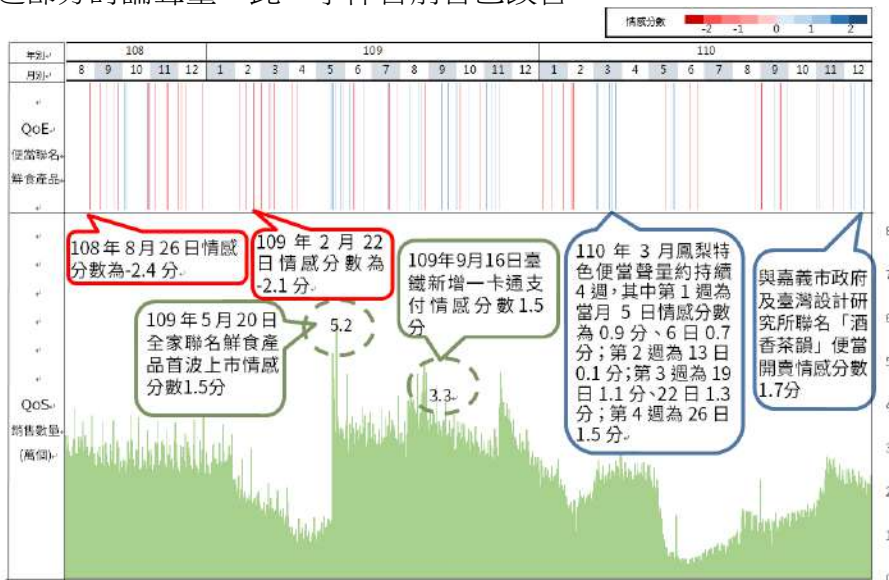 情感分數
-2 -1 0 1 2
年別 108 109 110
月別 8 9 10 11 12 1 2 3 4 5 6 7 8 9 10 11 12 1 2 3 4 5 6 7 8 9 10 11 12
QoE
便當聯名
鮮食產品
108年8月26日情感
分數為-2.4分
109 年 2 月 22
日情感分數為
-2.1分
109年5月20日
全家聯名鮮食產
品首波上市情感
分數1.5分
5.2
109年9月16日臺
鐵新增一卡通支
付情感分數1.5
分
3.3
110 年 3 月鳳梨特
色便當聲量約持續
4週,其中第1週為
當月 5 日情感分數
為0.9分、6日0.7
分;第2週為13日
0.1分;第3週為19
日1.1分、22日1.3
分;第4週為26日
1.5分
與嘉義市政府
及臺灣設計研
究所聯名「酒
香茶韻」便當
開賣情感分數
1.7分
QoS
銷售數量
(萬個)
8
7
6
5
4
3
2
1
0